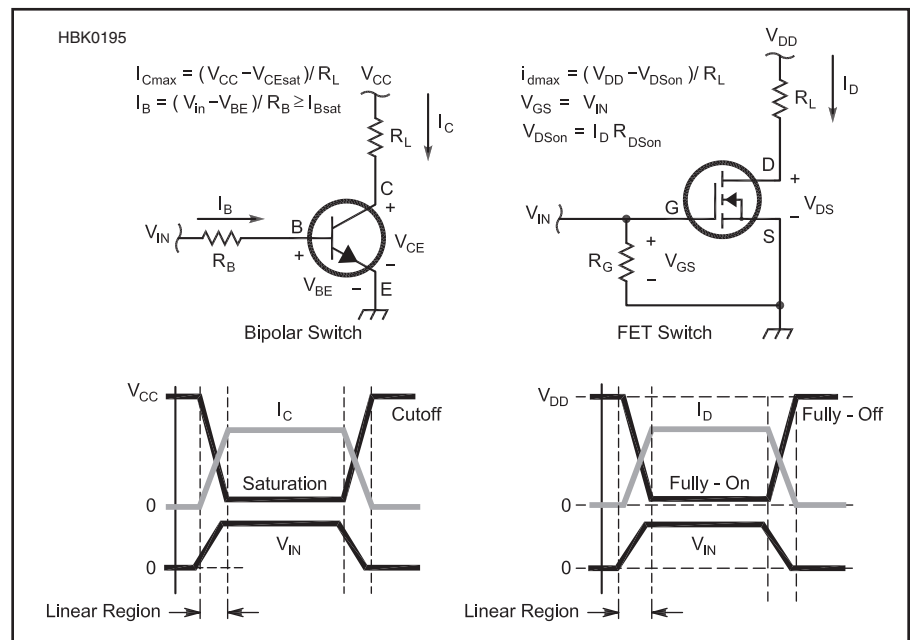 HBK0195
I_Cmax = (V_CC – V_CEsat) / R_L
I_B = (V_in – V_BE) / R_B ≥ I_Bsat
V_CC
I_C
R_L
I_B
V_IN
R_B
B
C
+
V_CE
–
+
V_BE
–
E
Bipolar Switch
i_dmax = (V_DD – V_DSon) / R_L
V_GS = V_IN
V_DSon = I_D R_DSon
V_DD
I_D
R_L
D
+
V_DS
–
S
V_IN
G
R_G
+
V_GS
–
FET Switch
V_CC
I_C
Cutoff
Saturation
0
V_IN
0
Linear Region
V_DD
I_D
Fully - Off
Fully - On
0
V_IN
0
Linear Region